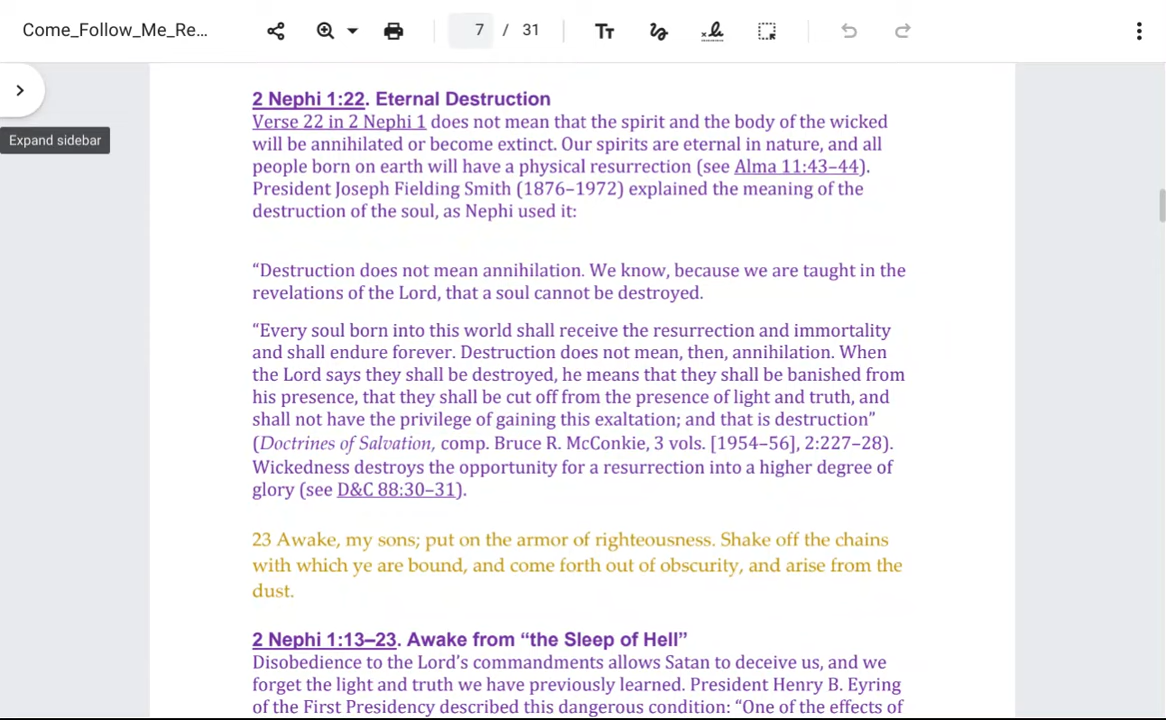 Come_Follow_Me_Re...
7 / 31
Expand sidebar
2 Nephi 1:22. Eternal Destruction
Verse 22 in 2 Nephi 1 does not mean that the spirit and the body of the wicked
will be annihilated or become extinct. Our spirits are eternal in nature, and all
people born on earth will have a physical resurrection (see Alma 11:43–44).
President Joseph Fielding Smith (1876–1972) explained the meaning of the
destruction of the soul, as Nephi used it:
“Destruction does not mean annihilation. We know, because we are taught in the
revelations of the Lord, that a soul cannot be destroyed.
“Every soul born into this world shall receive the resurrection and immortality
and shall endure forever. Destruction does not mean, then, annihilation. When
the Lord says they shall be destroyed, he means that they shall be banished from
his presence, that they shall be cut off from the presence of light and truth, and
shall not have the privilege of gaining this exaltation; and that is destruction”
(Doctrines of Salvation, comp. Bruce R. McConkie, 3 vols. [1954–56], 2:227–28).
Wickedness destroys the opportunity for a resurrection into a higher degree of
glory (see D&C 88:30–31).
23 Awake, my sons; put on the armor of righteousness. Shake off the chains
with which ye are bound, and come forth out of obscurity, and arise from the
dust.
2 Nephi 1:13–23. Awake from “the Sleep of Hell”
Disobedience to the Lord’s commandments allows Satan to deceive us, and we
forget the light and truth we have previously learned. President Henry B. Eyring
of the First Presidency described this dangerous condition: “One of the effects of